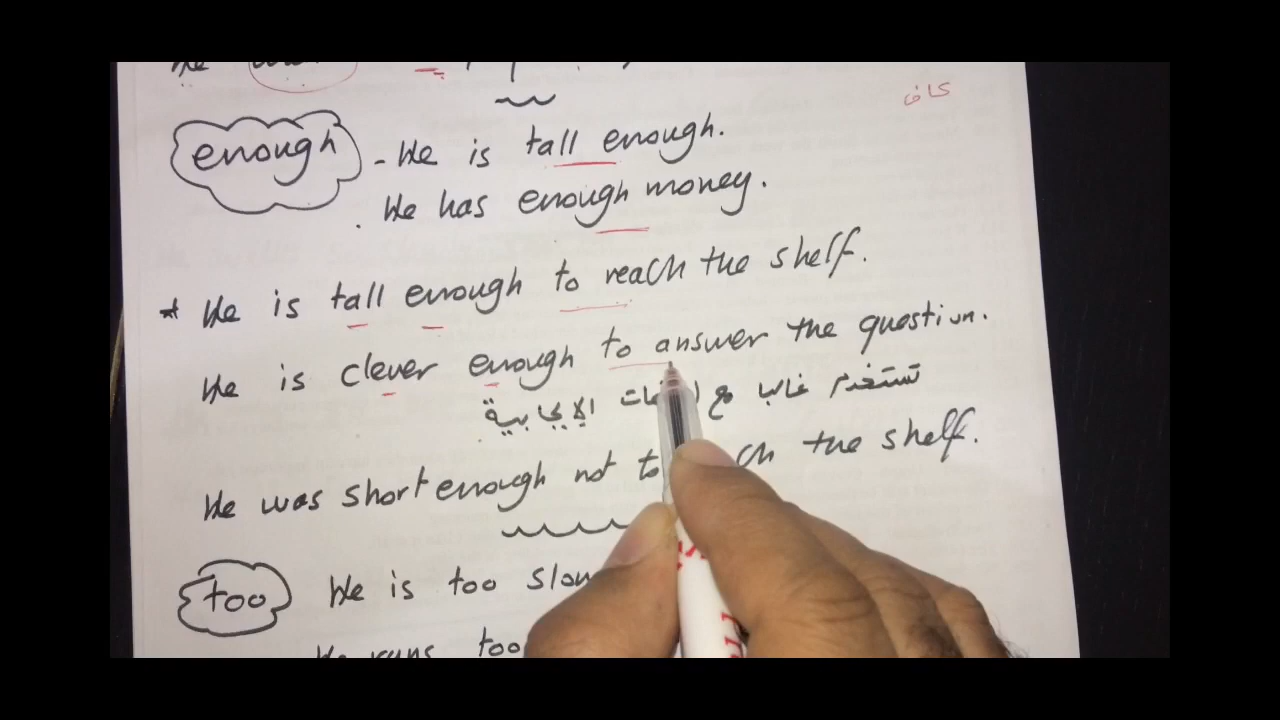 He
كاف
enough - He is tall enough.
. He has enough money.
* He is tall enough to reach the shelf.
He is clever enough to answer the question.
تستخدم غالبا مع الإيجابية
He was short enough not to the shelf.
too He is too slow
He runs too